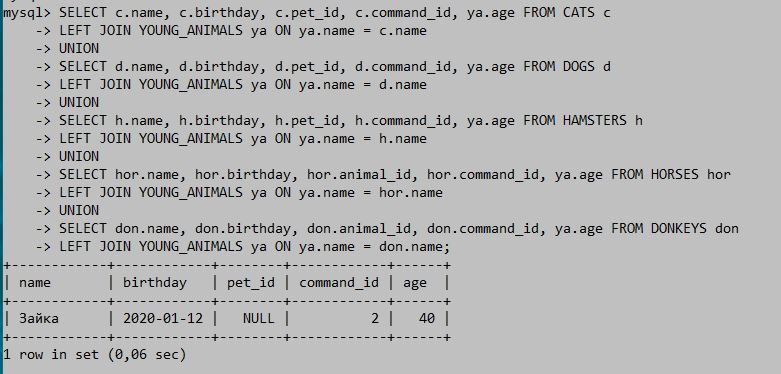 mysql> SELECT c.name, c.birthday, c.pet_id, c.command_id, ya.age FROM CATS c
    -> LEFT JOIN YOUNG_ANIMALS ya ON ya.name = c.name
    -> UNION
    -> SELECT d.name, d.birthday, d.pet_id, d.command_id, ya.age FROM DOGS d
    -> LEFT JOIN YOUNG_ANIMALS ya ON ya.name = d.name
    -> UNION
    -> SELECT h.name, h.birthday, h.pet_id, h.command_id, ya.age FROM HAMSTERS h
    -> LEFT JOIN YOUNG_ANIMALS ya ON ya.name = h.name
    -> UNION
    -> SELECT hor.name, hor.birthday, hor.animal_id, hor.command_id, ya.age FROM HORSES hor
    -> LEFT JOIN YOUNG_ANIMALS ya ON ya.name = hor.name
    -> UNION
    -> SELECT don.name, don.birthday, don.animal_id, don.command_id, ya.age FROM DONKEYS don
    -> LEFT JOIN YOUNG_ANIMALS ya ON ya.name = don.name;
+------------+------------+--------+------------+------+
| name       | birthday   | pet_id | command_id | age  |
+------------+------------+--------+------------+------+
| Зайка      | 2020-01-12 |   NULL |          2 |   40 |
+------------+------------+--------+------------+------+
1 row in set (0,06 sec)